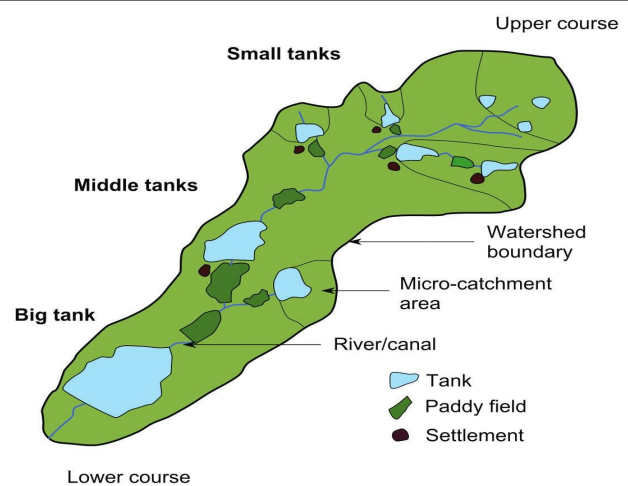 Upper course
Small tanks
Middle tanks
Watershed
boundary
Micro-catchment
area
Big tank
River/canal
Tank
Paddy field
Settlement
Lower course